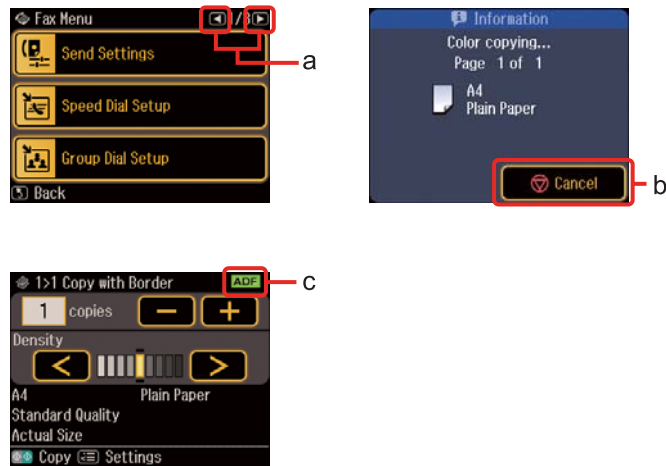 Fax Menu
/3
Send Settings
a
Speed Dial Setup
Group Dial Setup
Back
Information
Color copying...
Page 1 of 1
A4
Plain Paper
Cancel
b
1>1 Copy with Border
ADF
c
1 copies
Density
A4 Plain Paper
Standard Quality
Actual Size
Copy Settings